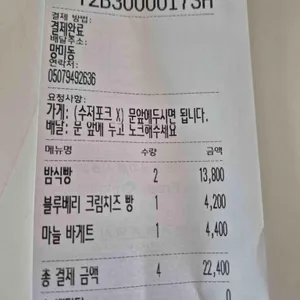 T2B30000173H
결제 방법:
결제완료
배달주소:
망미동
연락처:
05079492636
요청사항:
가게: (수저포크 X) 문앞에두시면 됩니다.
배달: 문 앞에 두고 노크해주세요
메뉴명 수량 금액
밤식빵 2 13,800
블루베리 크림치즈 빵 1 4,200
마늘 바게트 1 4,400
총 결제 금액 4 22,400
0